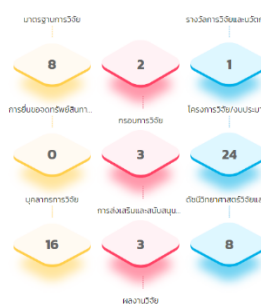 มาตรฐานการวิจัย
รางวัลการวิจัยและนวัต
8
2
1
การยื่นขอจดทรัพย์สินทา...
กรอบการวิจัย
โครงการวิจัย/งบประมา
0
3
24
บุคลากรการวิจัย
การส่งเสริมและสนับสนุน...
ดัชนีวิทยาศาสตร์วิจัยแล
16
3
8
ผลงานวิจัย